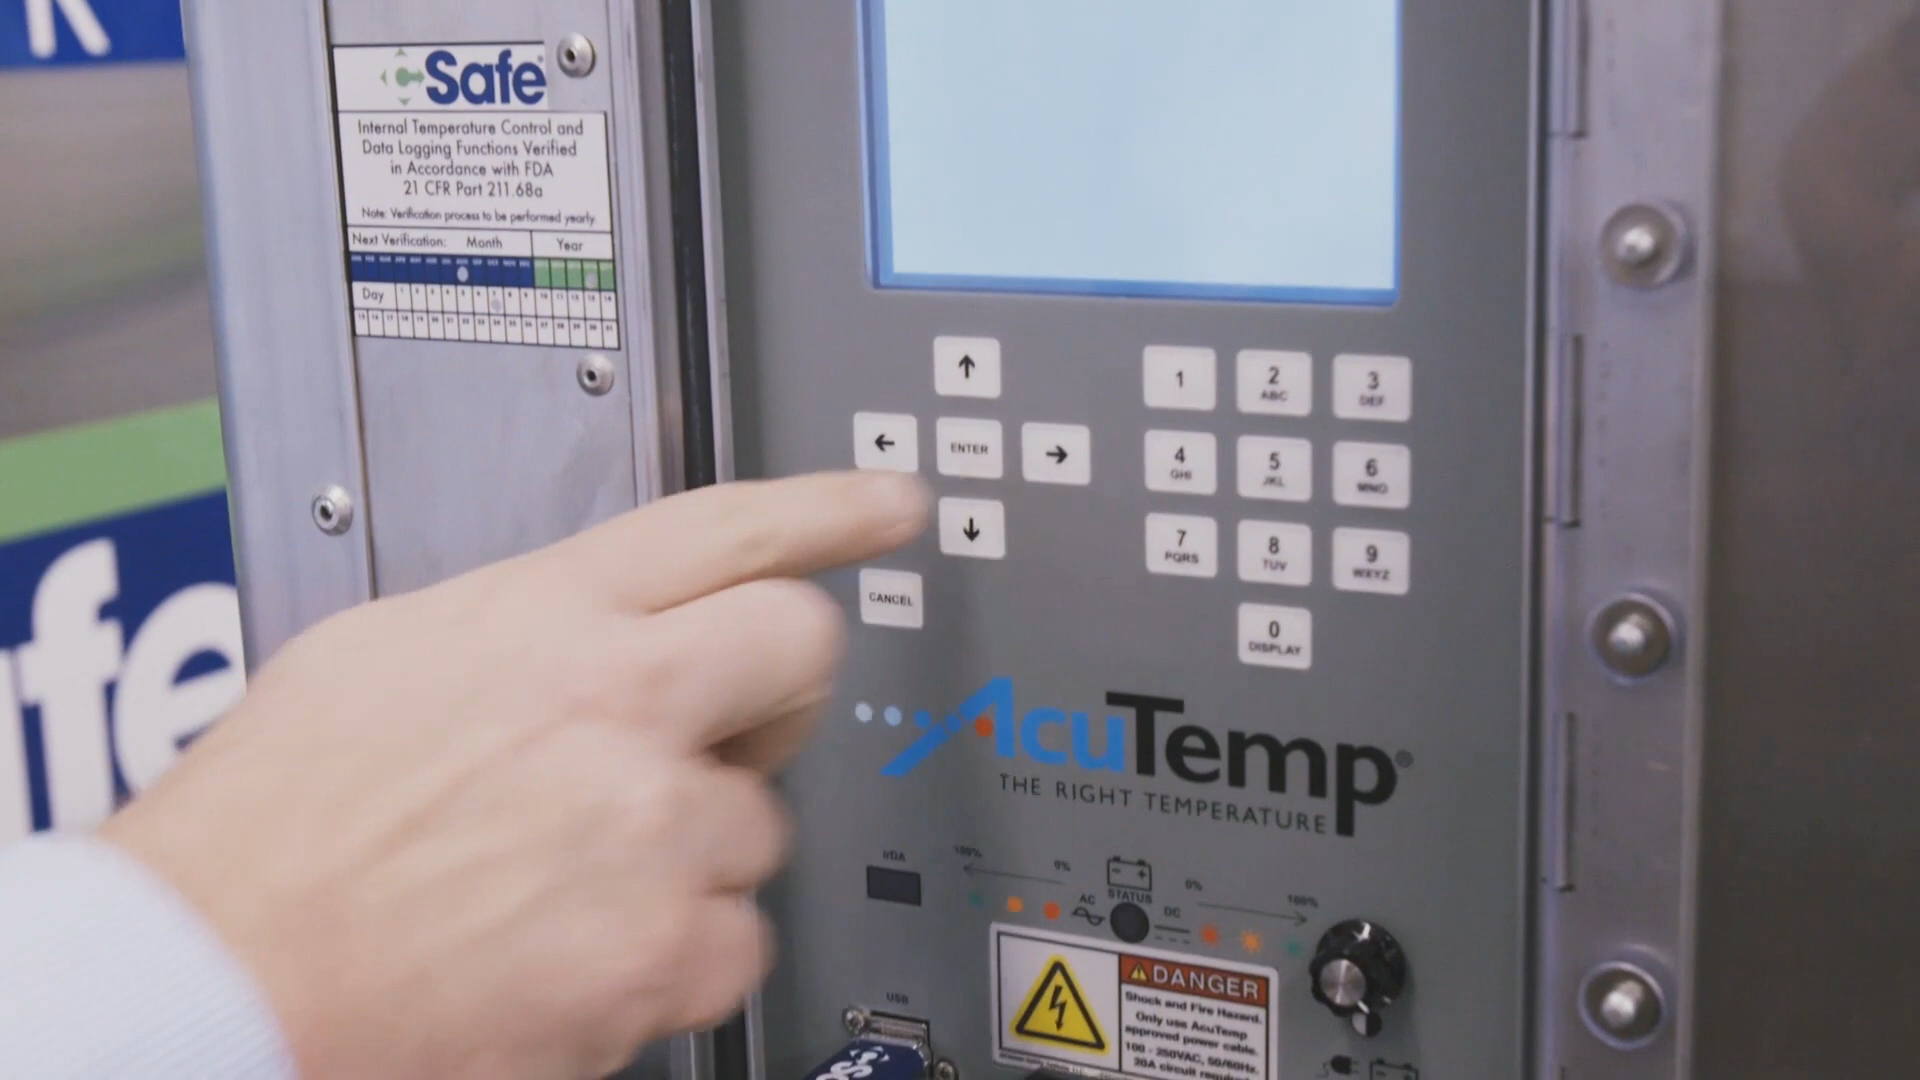 Safe
Internal Temperature Control and
Data Logging Functions Verified
in Accordance with FDA
21 CFR Part 211.68a
Note: Verification process to be performed yearly.
Next Verification: Month Year
Day
1
2
ABC
3
DEF
ENTER
4
GHI
5
JKL
6
MNO
7
PQRS
8
TUV
9
WXYZ
CANCEL
0
DISPLAY
AcuTemp®
THE RIGHT TEMPERATURE
IrDA
100% 0% 0% 100%
AC STATUS DC
USB
DANGER
Shock and Fire Hazard.
Only use AcuTemp
approved power cable.
100 - 250VAC, 50/60Hz.
20A circuit
fe